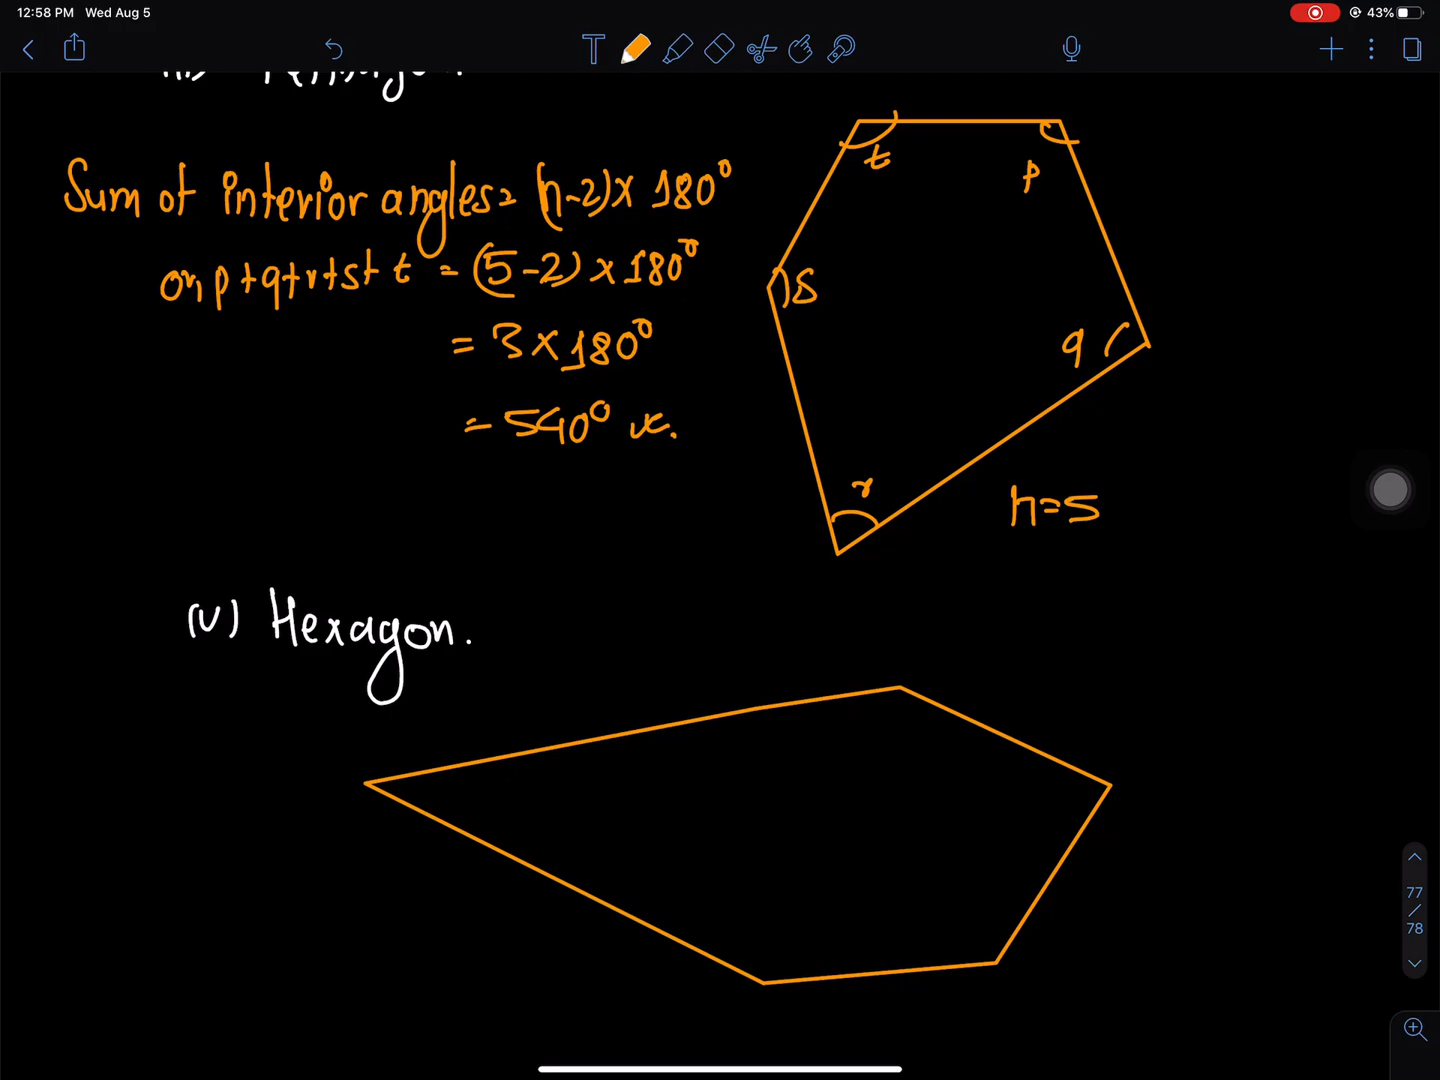 12:58 PM Wed Aug 5
43%
T
Sum of interior angles = (n-2) × 180°
or, p + q + r + s + t = (5-2) × 180°
= 3 × 180°
= 540°
t
p
s
q
r
n=5
(v) Hexagon.
77
/
78